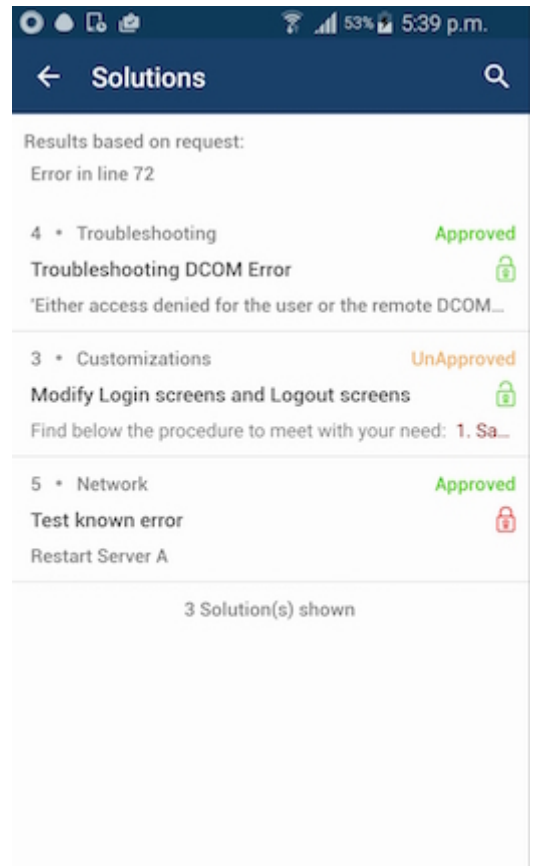 53% 5:39 p.m.
Solutions
Results based on request:
Error in line 72
4 • Troubleshooting Approved
Troubleshooting DCOM Error
'Either access denied for the user or the remote DCOM...
3 • Customizations UnApproved
Modify Login screens and Logout screens
Find below the procedure to meet with your need: 1. Sa...
5 • Network Approved
Test known error
Restart Server A
3 Solution(s) shown